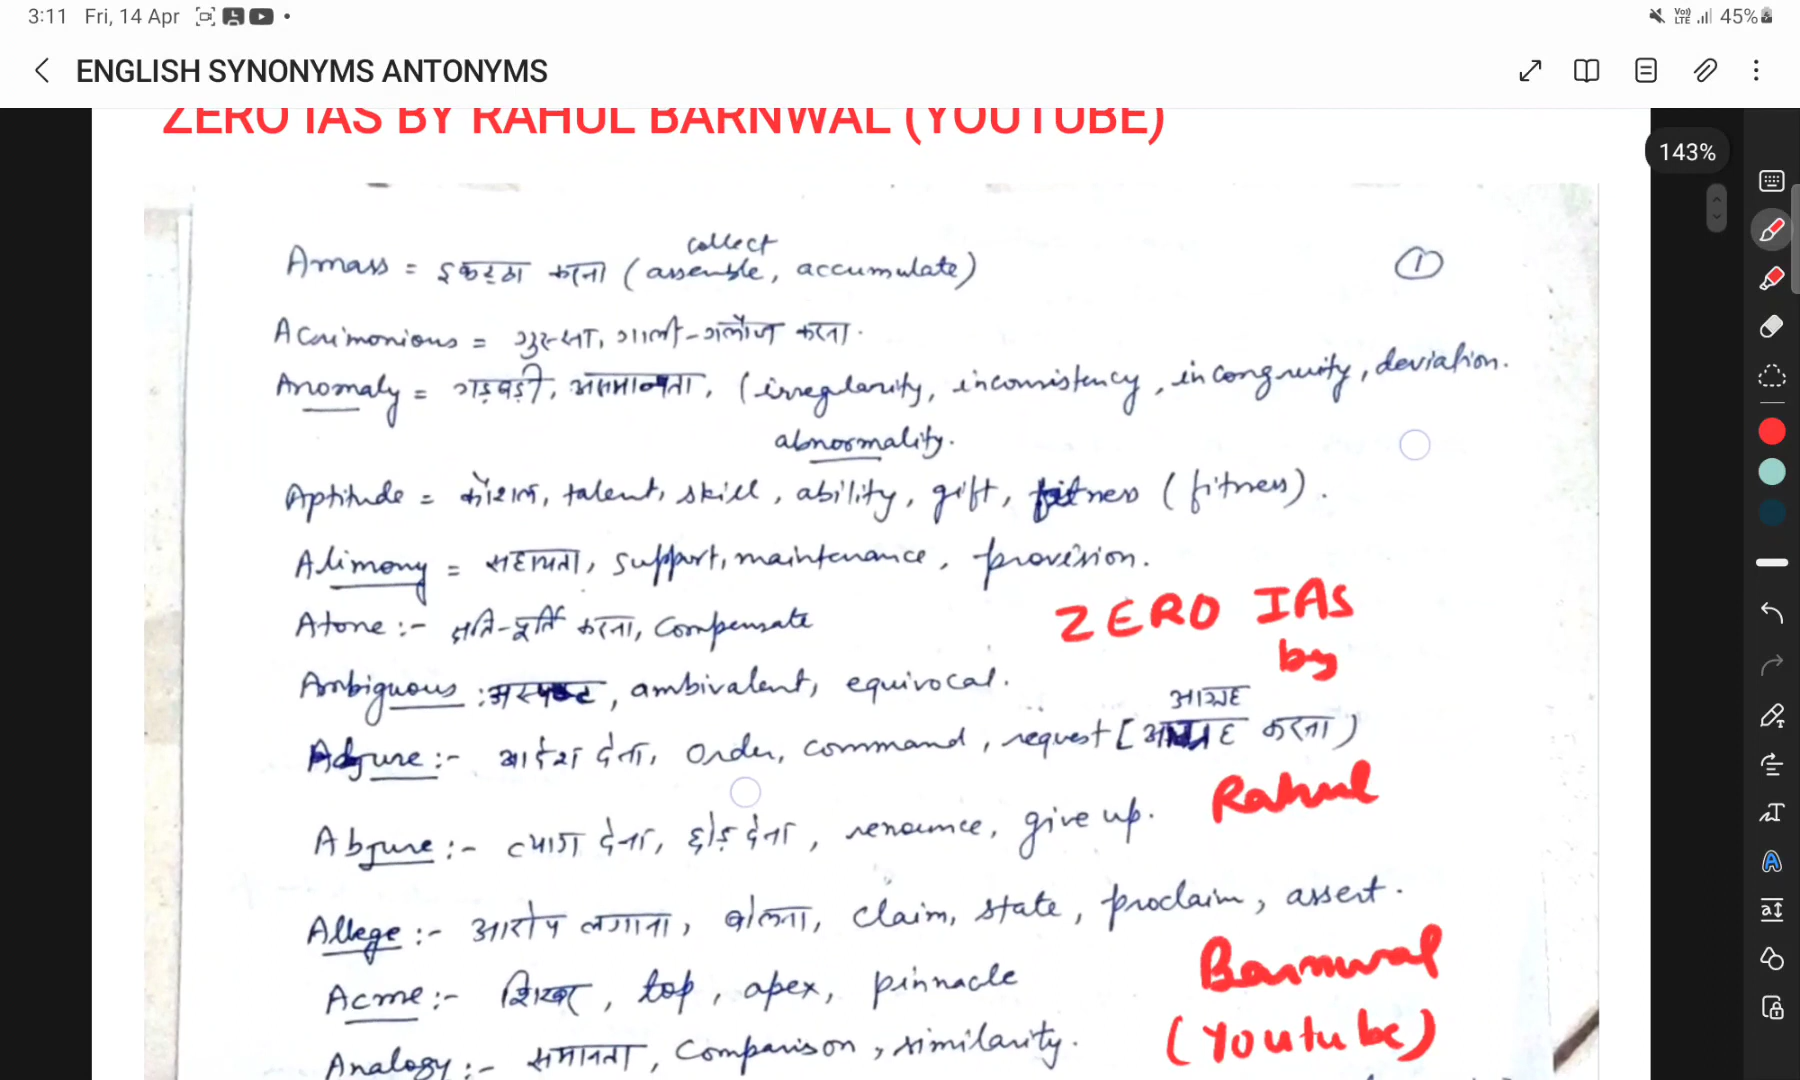 3:11 Fri, 14 Apr
45%
ENGLISH SYNONYMS ANTONYMS
ZERO IAS BY RAHUL BARNWAL (YOUTUBE)
143%
collect
Amass = इकट्ठा करना (assemble, accumulate)
1
Acrimonious = गुस्सा, गाली-गलौज करना.
Anomaly = गड़बड़ी, असमान्यता, (irregularity, inconsistency, incongruity, deviation.
abnormality.
Aptitude = कौशल, talent, skill, ability, gift, fitness (fitness).
Alimony = सहायता, support, maintenance, provision.
Atone :- क्षति-पूर्ति करना, Compensate
ZERO IAS
by
Ambiguous : अस्पष्ट, ambivalent, equivocal.
आग्रह
Adjure :- आदेश देना, Order, command, request [ करना)
Rahul
Abjure :- त्याग देना, छोड़ देना, renounce, give up.
Allege :- आरोप लगाना, बोलना, claim, state, proclaim, assert.
Barnwal
Acme :- शिखर, top, apex, pinnacle
(Youtube)
Analogy :- समानता, Comparison, similarity.